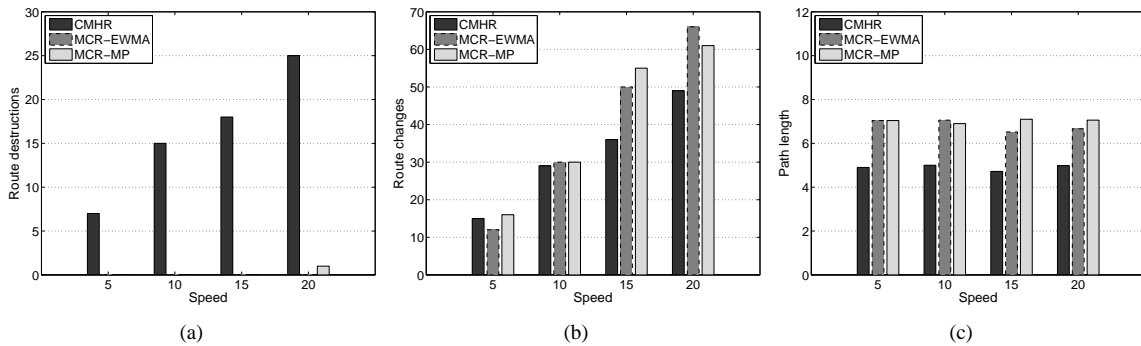 30
25
20
15
10
5
0
Route destructions
CMHR
MCR−EWMA
MCR−MP
5 10 15 20
Speed
(a)
70
60
50
40
30
20
10
0
Route changes
CMHR
MCR−EWMA
MCR−MP
5 10 15 20
Speed
(b)
12
10
8
6
4
2
0
Path length
CMHR
MCR−EWMA
MCR−MP
5 10 15 20
Speed
(c)